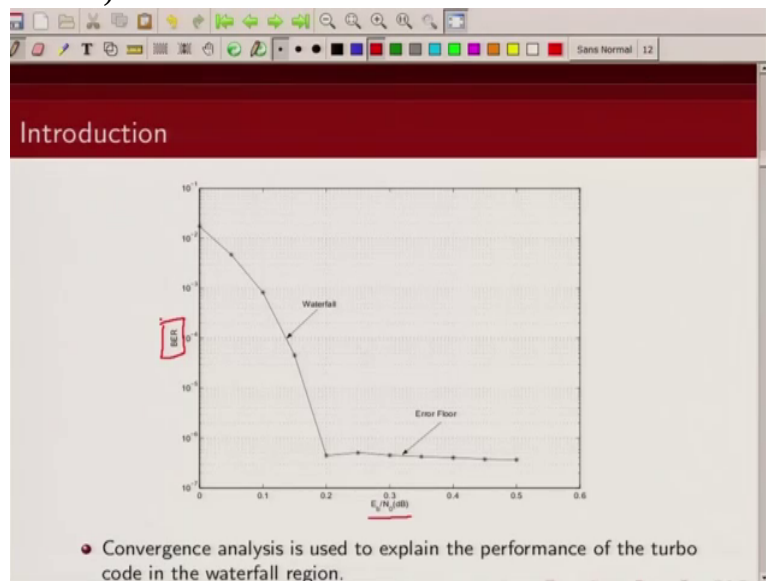 T
Sans Normal 12
Introduction
10⁻¹
10⁻²
10⁻³
Waterfall
BER
10⁻⁴
10⁻⁵
Error Floor
10⁻⁶
10⁻⁷
0 0.1 0.2 0.3 0.4 0.5 0.6
E_b/N_0(dB)
Convergence analysis is used to explain the performance of the turbo
code in the waterfall region.